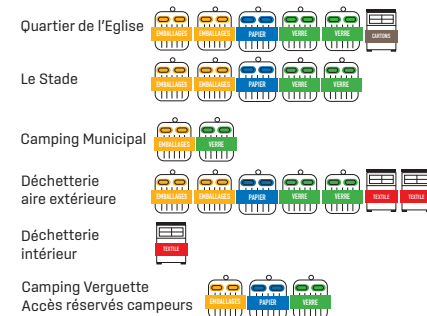 Quartier de l'Eglise
EMBALLAGES EMBALLAGES PAPIER VERRE VERRE CARTONS
Le Stade
EMBALLAGES EMBALLAGES PAPIER VERRE VERRE
Camping Municipal
EMBALLAGES VERRE
Déchetterie
aire extérieure
EMBALLAGES EMBALLAGES PAPIER VERRE VERRE TEXTILE TEXTILE
Déchetterie
intérieur
TEXTILE
Camping Verguette
Accès réservés campeurs
EMBALLAGES PAPIER VERRE